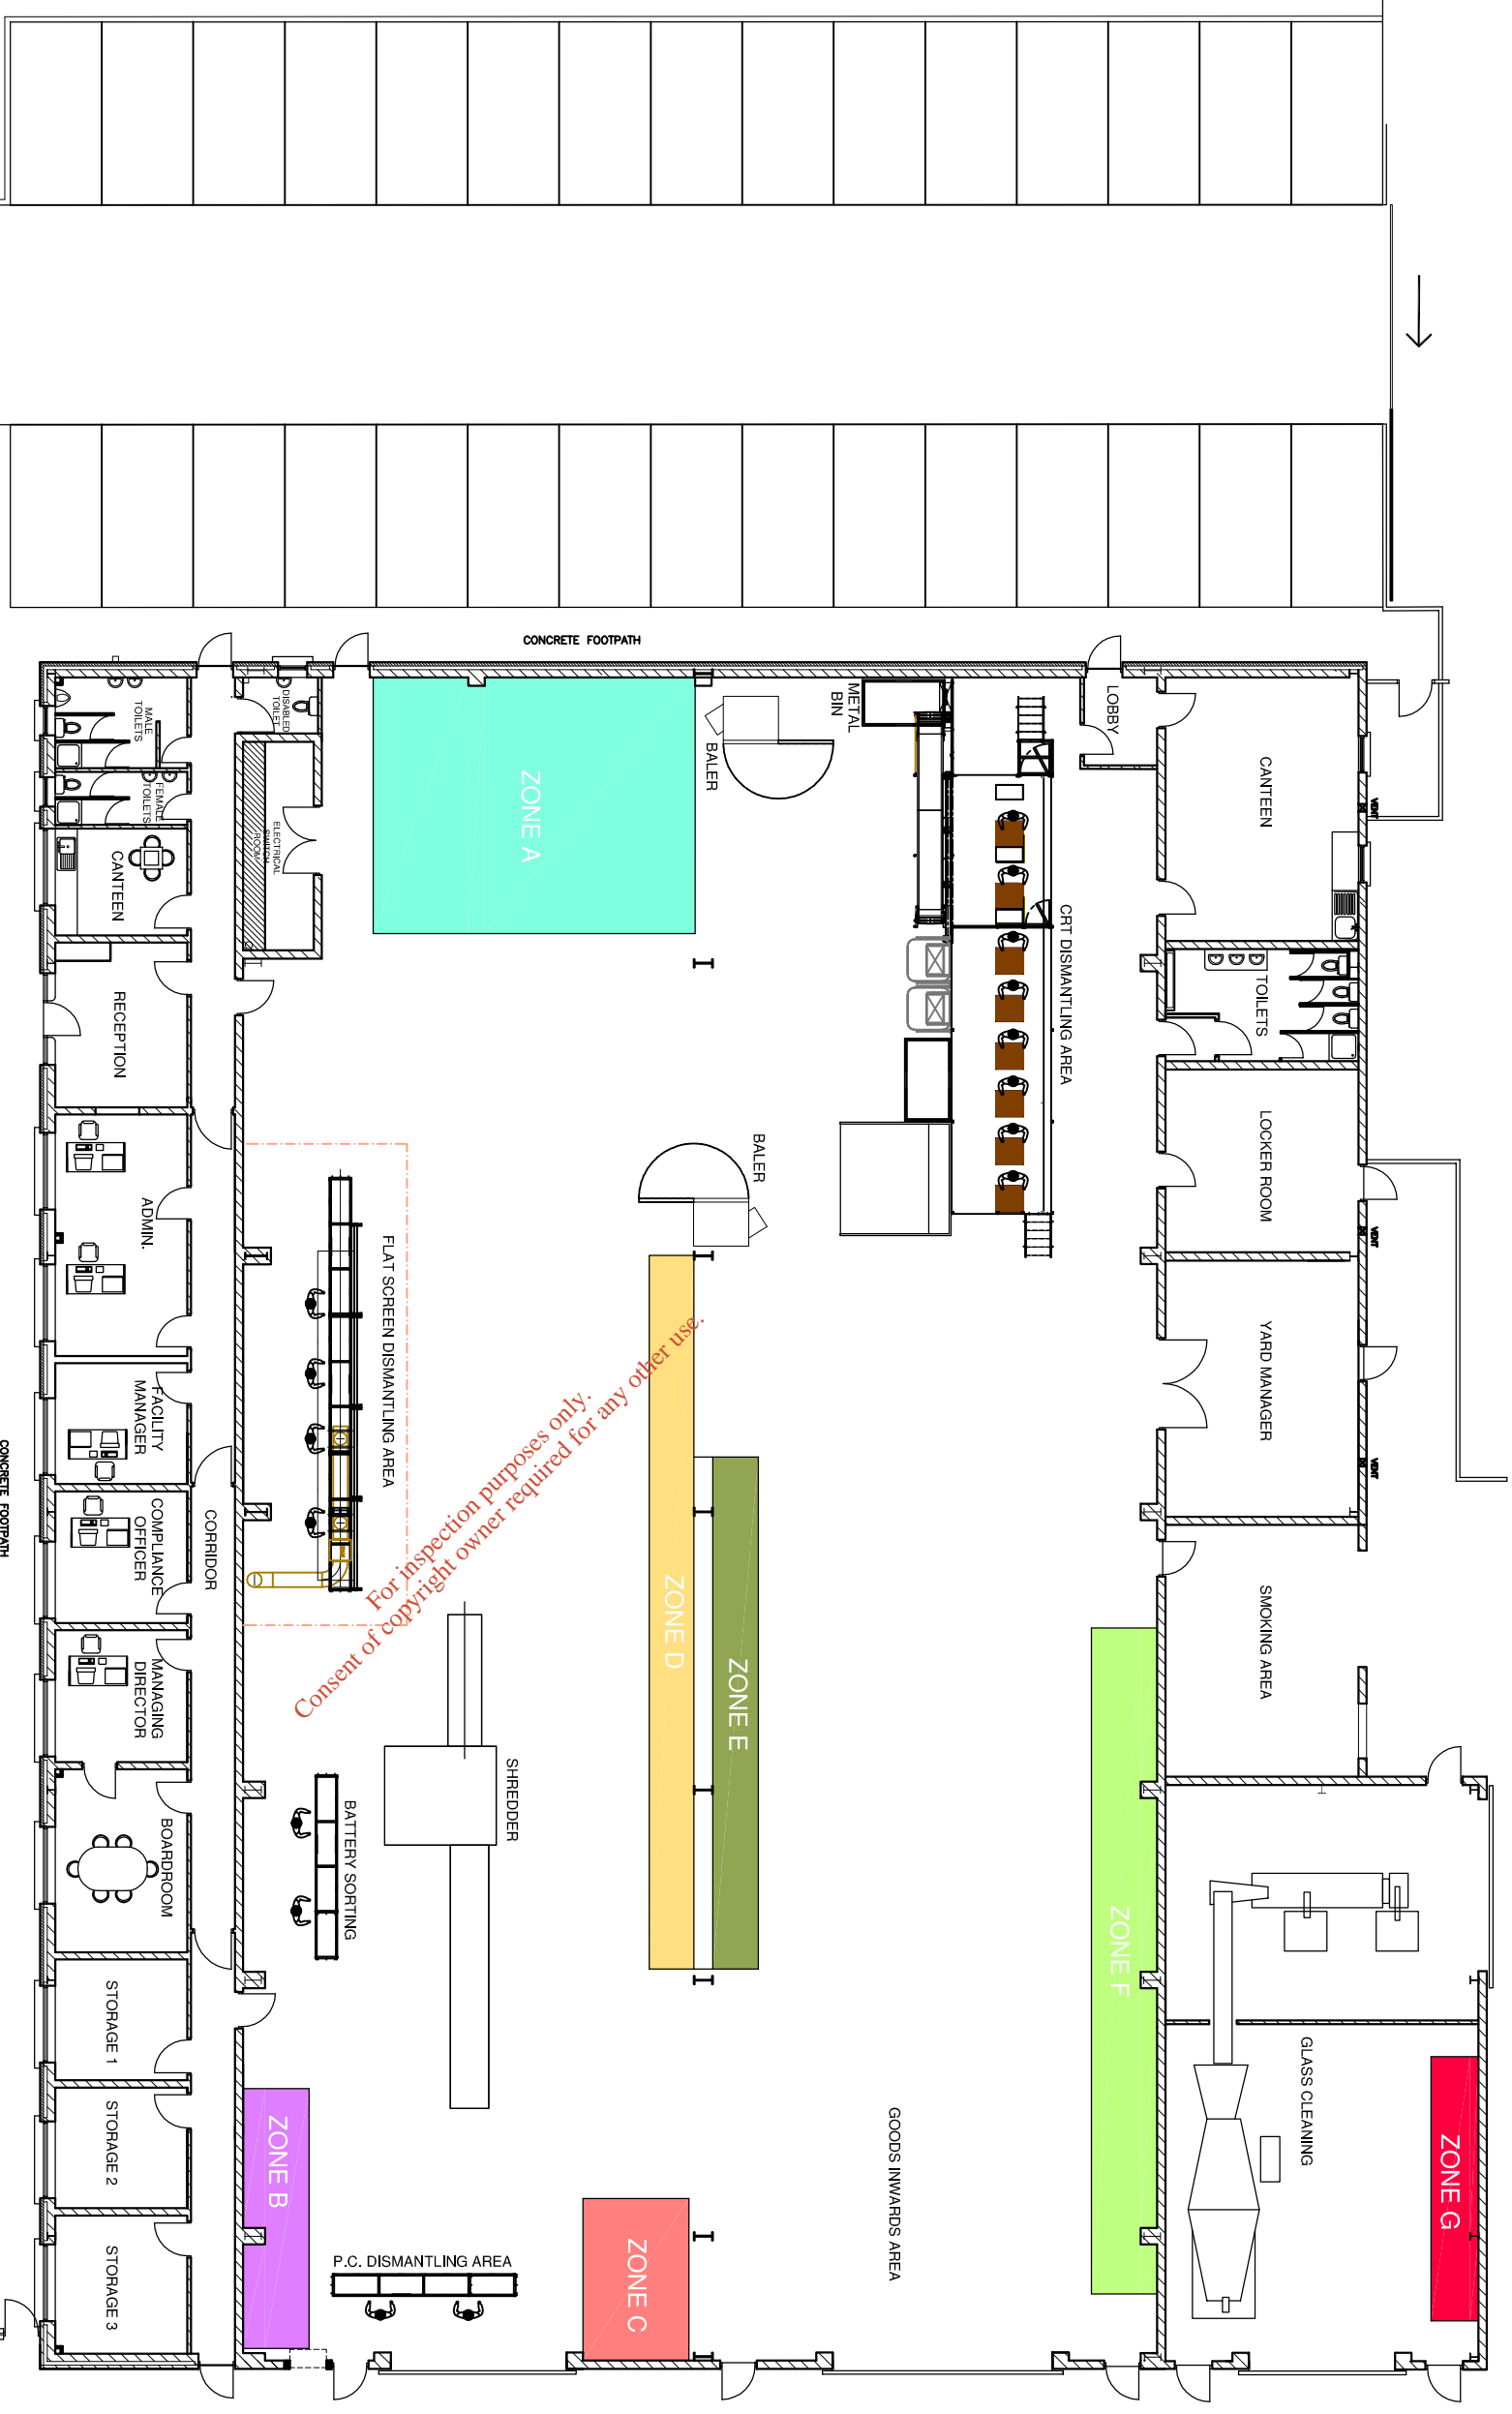 CONCRETE FOOTPATH
LOBBY
METAL
BIN
BALER
CANTEEN
VENT
DISABLED
TOILET
MALE
TOILETS
FEMALE
TOILETS
ELECTRICAL
SWITCH
ROOM
ZONE A
CANTEEN
CRT DISMANTLING AREA
TOILETS
RECEPTION
LOCKER ROOM
VENT
BALER
ADMIN.
FLAT SCREEN DISMANTLING AREA
YARD MANAGER
VENT
FACILITY
MANAGER
CONCRETE FOOTPATH
COMPLIANCE
OFFICER
CORRIDOR
For inspection purposes only.
Consent of copyright owner required for any other use.
ZONE D
ZONE E
SMOKING AREA
MANAGING
DIRECTOR
SHREDDER
BATTERY SORTING
BOARDROOM
ZONE F
STORAGE 1
GLASS CLEANING
STORAGE 2
ZONE B
GOODS INWARDS AREA
ZONE G
P.C. DISMANTLING AREA
ZONE C
STORAGE 3